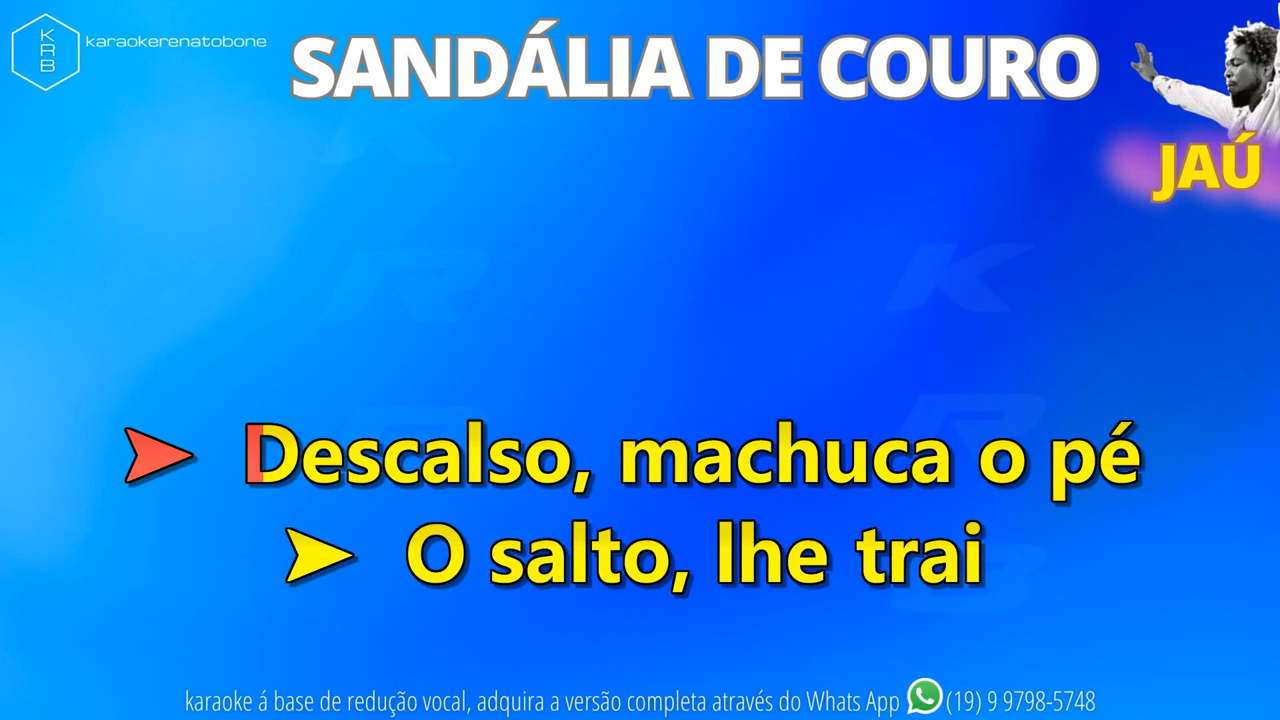 KRB
karaokerenatobone
SANDÁLIA DE COURO
JAÚ
K
R
K
R
B
➤ Descalso, machuca o pé
➤ O salto, lhe trai
karaoke á base de redução vocal, adquira a versão completa através do Whats App (19) 9 9798-5748